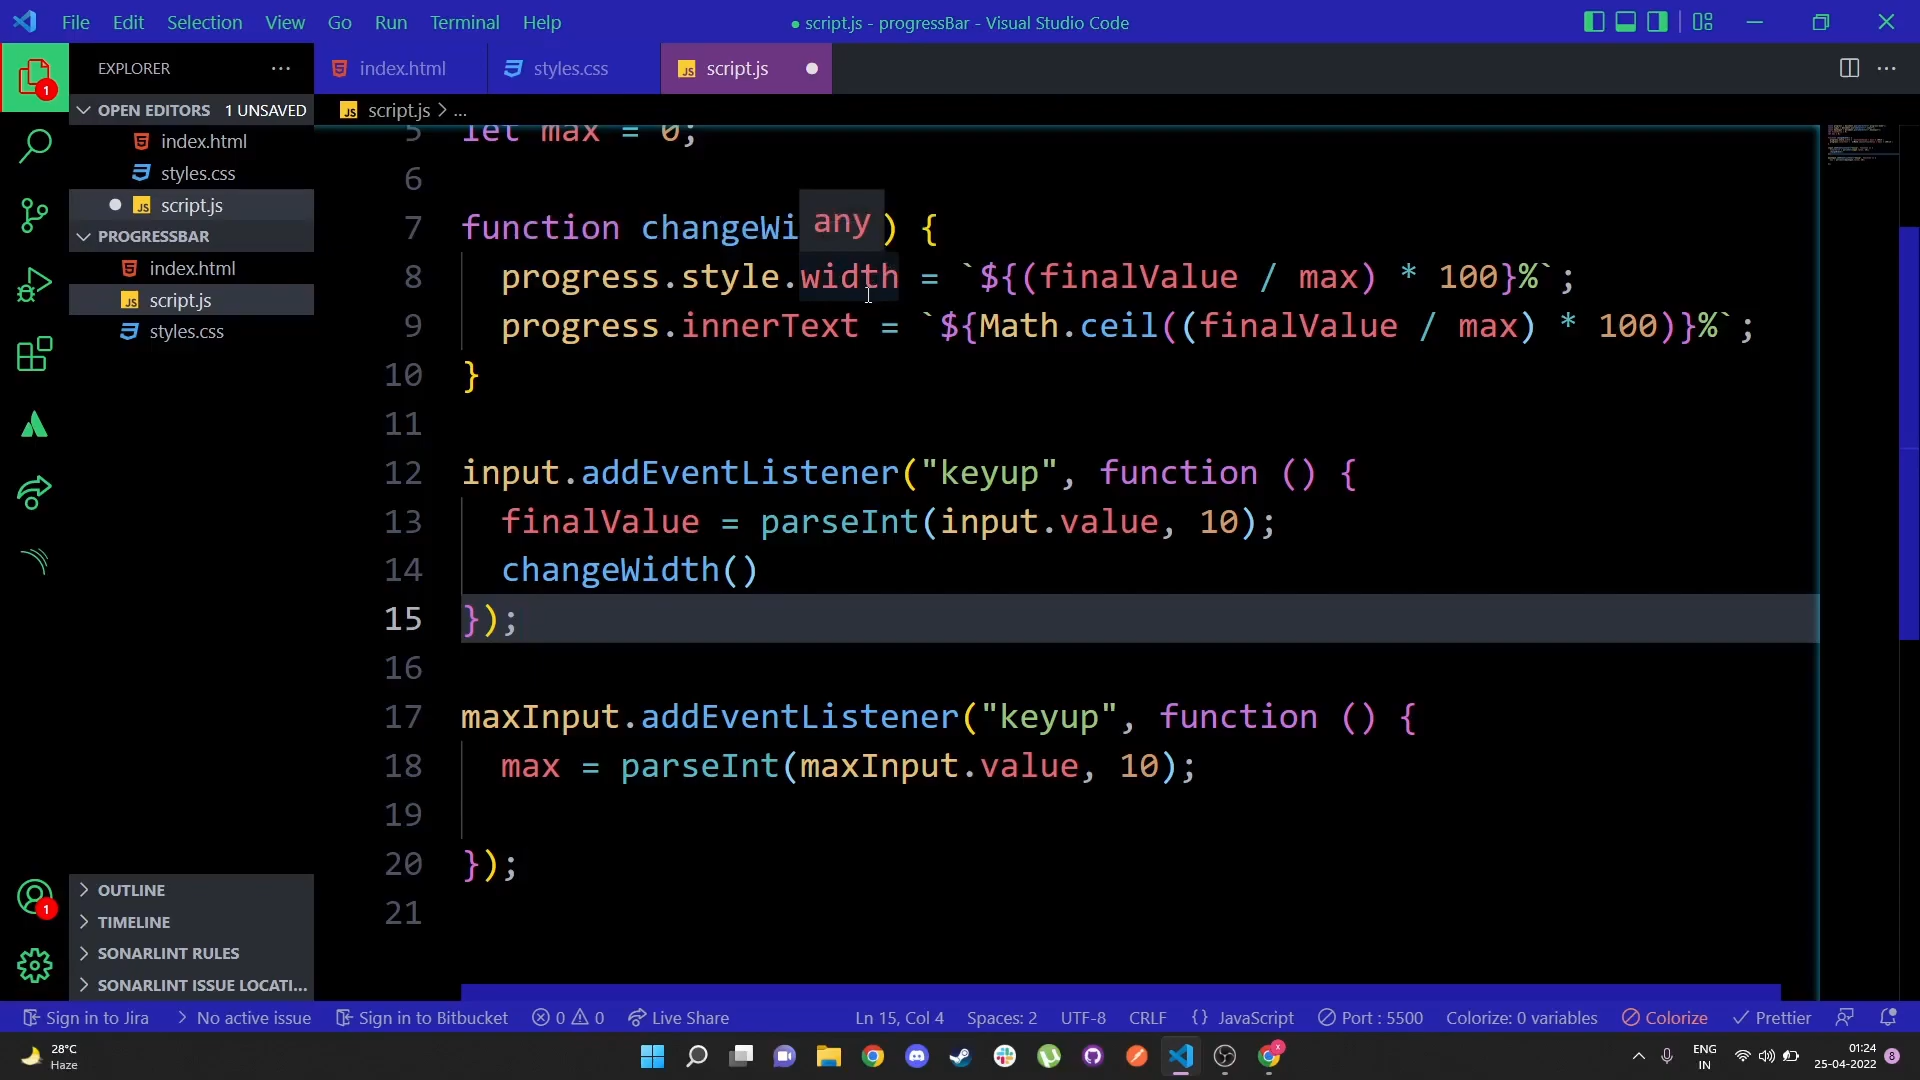 File Edit Selection View Go Run Terminal Help
● script.js - progressBar - Visual Studio Code
EXPLORER
index.html
styles.css
script.js
OPEN EDITORS 1 UNSAVED
index.html
styles.css
script.js
PROGRESSBAR
index.html
script.js
styles.css
OUTLINE
TIMELINE
SONARLINT RULES
SONARLINT ISSUE LOCATI...
script.js > ...
5 let max = 0;
6
7 function changeWi any ) {
8 progress.style.width = `${(finalValue / max) * 100}%`;
9 progress.innerText = `${Math.ceil((finalValue / max) * 100)}%`;
10 }
11
12 input.addEventListener("keyup", function () {
13 finalValue = parseInt(input.value, 10);
14 changeWidth()
15 });
16
17 maxInput.addEventListener("keyup", function () {
18 max = parseInt(maxInput.value, 10);
19
20 });
21
Sign in to Jira No active issue Sign in to Bitbucket 0 0 Live Share Ln 15, Col 4 Spaces: 2 UTF-8 CRLF {} JavaScript Port : 5500 Colorize: 0 variables Colorize Prettier
28°C
Haze
ENG
IN
01:24
25-04-2022
8
1
1